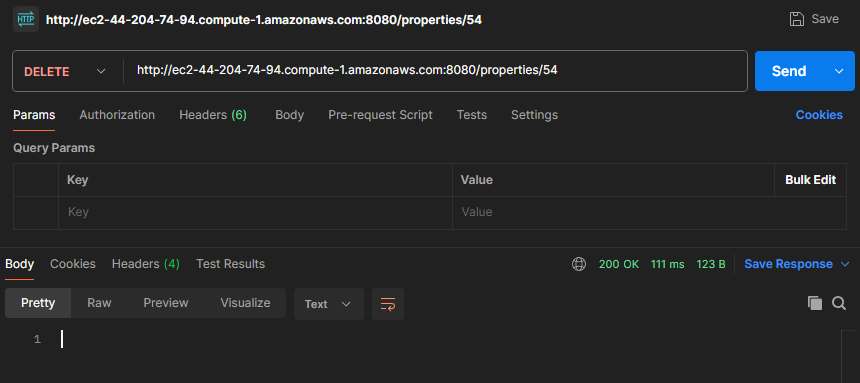 HTTP http://ec2-44-204-74-94.compute-1.amazonaws.com:8080/properties/54 Save
DELETE http://ec2-44-204-74-94.compute-1.amazonaws.com:8080/properties/54 Send
Params Authorization Headers (6) Body Pre-request Script Tests Settings Cookies
Query Params
Key Value Bulk Edit
Key Value
Body Cookies Headers (4) Test Results 200 OK 111 ms 123 B Save Response
Pretty Raw Preview Visualize Text
1